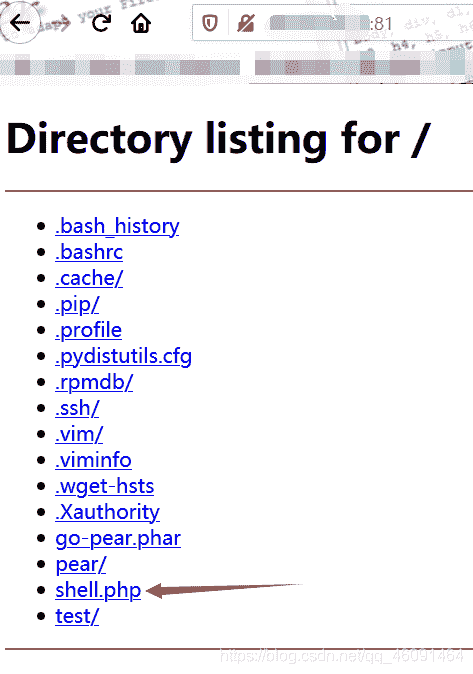 :81
Directory listing for /
.bash_history
.bashrc
.cache/
.pip/
.profile
.pydistutils.cfg
.rpmdb/
.ssh/
.vim/
.viminfo
.wget-hsts
.Xauthority
go-pear.phar
pear/
shell.php
test/
https://blog.csdn.net/qq_46091464